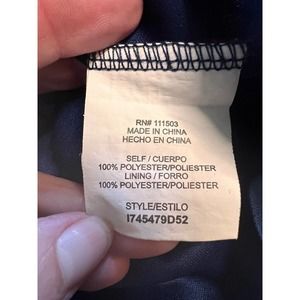 RN# 111503
MADE IN CHINA
HECHO EN CHINA
SELF / CUERPO
100% POLYESTER/POLIESTER
LINING / FORRO
100% POLYESTER/POLIESTER
STYLE/ESTILO
I745479D52